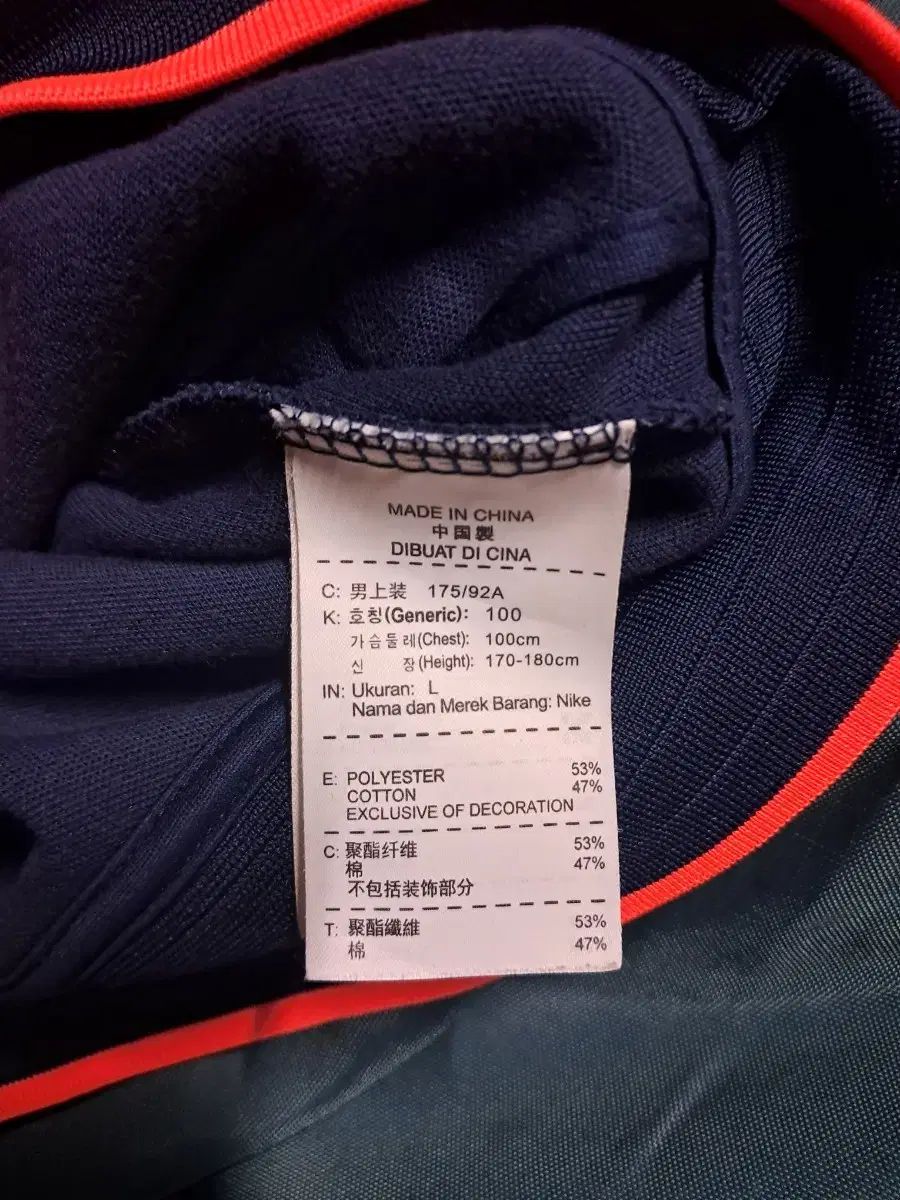 MADE IN CHINA
中国製
DIBUAT DI CINA
C: 男上装 175/92A
K: 호칭(Generic): 100
가슴둘레(Chest): 100cm
신 장(Height): 170-180cm
IN: Ukuran: L
Nama dan Merek Barang: Nike
E: POLYESTER 53%
COTTON 47%
EXCLUSIVE OF DECORATION
C: 聚酯纤维 53%
棉 47%
不包括装饰部分
T: 聚酯纖維 53%
棉 47%